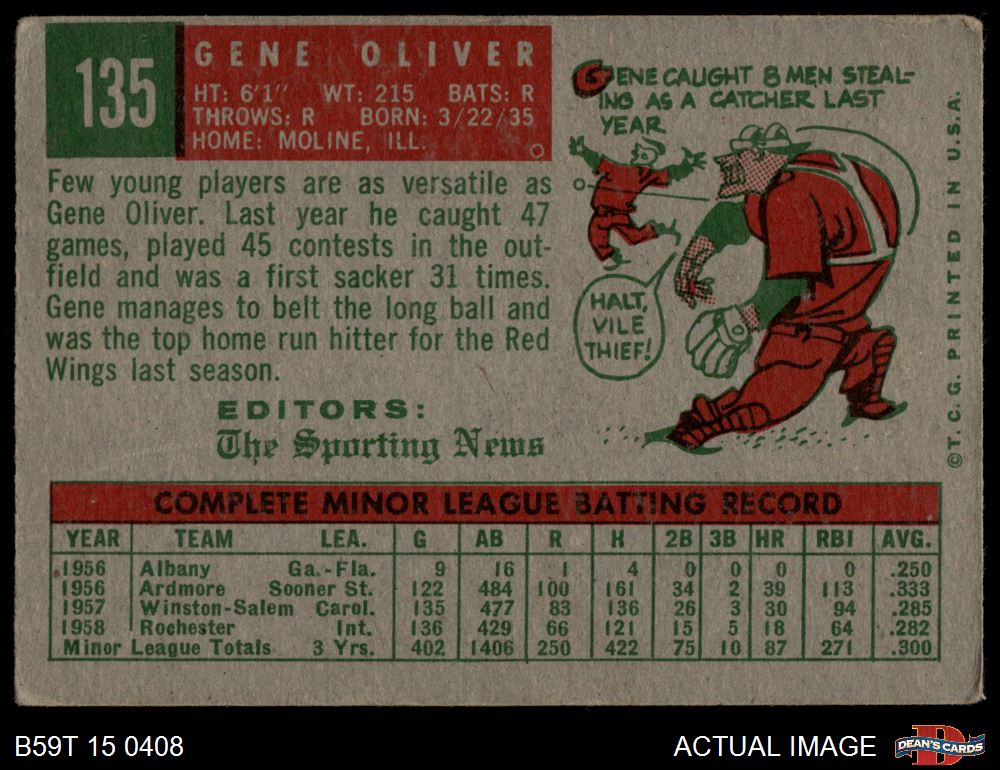 135
GENE OLIVER
HT: 6'1" WT: 215 BATS: R
THROWS: R BORN: 3/22/35
HOME: MOLINE, ILL.
Few young players are as versatile as
Gene Oliver. Last year he caught 47
games, played 45 contests in the out-
field and was a first sacker 31 times.
Gene manages to belt the long ball and
was the top home run hitter for the Red
Wings last season.
EDITORS:
The Sporting News
GENE CAUGHT 8 MEN STEAL-
ING AS A CATCHER LAST
YEAR
HALT,
VILE
THIEF!
© T. C. G. PRINTED IN U.S.A.
COMPLETE MINOR LEAGUE BATTING RECORD
YEAR TEAM LEA. G AB R H 2B 3B HR RBI AVG.
1956 Albany Ga.-Fla. 9 16 1 4 0 0 0 0 .250
1956 Ardmore Sooner St. 122 484 100 161 34 2 39 113 .333
1957 Winston-Salem Carol. 135 477 83 136 26 3 30 94 .285
1958 Rochester Int. 136 429 66 121 15 5 18 64 .282
Minor League Totals 3 Yrs. 402 1406 250 422 75 10 87 271 .300
B59T 15 0408
ACTUAL IMAGE
D
DEAN'S CARDS